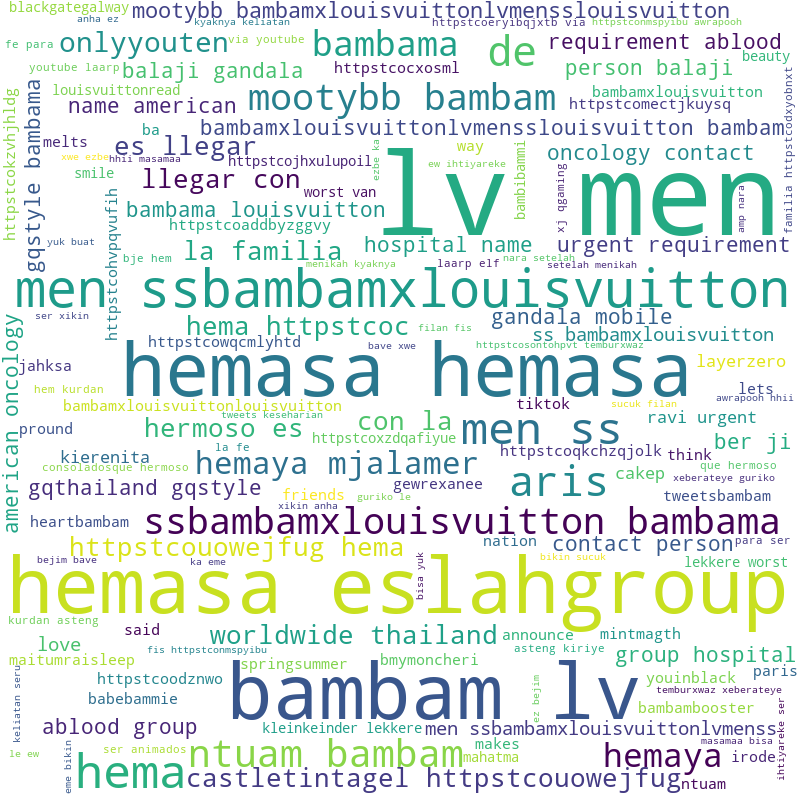 blackgategalway
mootybb bambamxlouisvuittonlvmensslouisvuitton
anha ez
kyaknya keliatan
httpstcoeryibqjxtb via
httpstconmspyibu awrapooh
fe para
onlyyouten
via youtube
bambama
de
requirement ablood
youtube laarp
balaji gandala
httpstcocxosml
person balaji
beauty
louisvuittonread
mootybb bambam
bambamxlouisvuitton
name american
httpstcomectjkuysq
httpstcokzvhjhldg
gqstyle bambama
melts
ba
bambamxlouisvuittonlvmensslouisvuitton bambam
familia httpstcodxyobnxt
xwe ezbe
hhii masamaa
es llegar
httpstcojhxulupoil
ezbe ka
ew ihtiyareke
way
bambibammi
oncology contact
xj qgaming
smile
llegar con
worst van
lv men
amp nara
httpstcohvpqvufih
bambama louisvuitton
httpstcoaddbyzggvy
yuk buat
bje hem
la familia
hospital name
urgent requirement
menikah kyaknya
laarp elf
nara setelah
setelah menikah
men ssbambamxlouisvuitton
ser xikin
hema httpstcoc
filan fis
gandala mobile
american oncology
httpstcowqcmlyhtd
bave xwe
httpstcosontohpvt temburxwaz
ss bambamxlouisvuitton
jahksa
hemasa hemasa
layerzero
hem kurdan
lets
awrapooh hhii
bambamxlouisvuittonlouisvuitton
tweets keseharian
tiktok
sucuk filan
ravi urgent
pround
hermoso es
con la
men ss
ber ji
la fe
httpstcoxzdqafiyue
kierenita
httpstcoqkchzqjolk
think
consoladosque hermoso
hemaya mjalamer
aris
cakep
que hermoso
xeberateye guriko
gqthailand gqstyle
friends
guriko le
gewrexanee
tweetsbambam
xikin anha
heartbambam
ssbambamxlouisvuitton bambama
httpstcouowejfug hema
nation
contact person
para ser
bejim bave
ka eme
bisa yuk
bikin sucuk
lekkere worst
hemasa eslahgroup
kurdan asteng
said
worldwide thailand
announce
mintmagth
love
fis httpstconmspyibu
asteng kiriye
group hospital
maitumraisleep
springsummer
bmymoncheri
paris
keliatan seru
httpstcoodznwo
bambam lv
ez bejim
youinblack
temburxwaz xeberateye
babebammie
bambambooster
ablood group
kleinkeinder lekkere
men ssbambamxlouisvuittonlvmenss
ihtiyareke ser
masamaa bisa
le ew
ser animados
ntuam bambam
makes
mahatma
hemaya
irode
eme bikin
hema
castletintagel httpstcouowejfug
ntuam